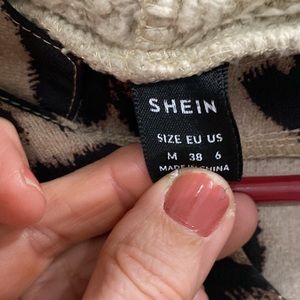 SHEIN
SIZE EU US
M 38 6
MADE IN CHINA